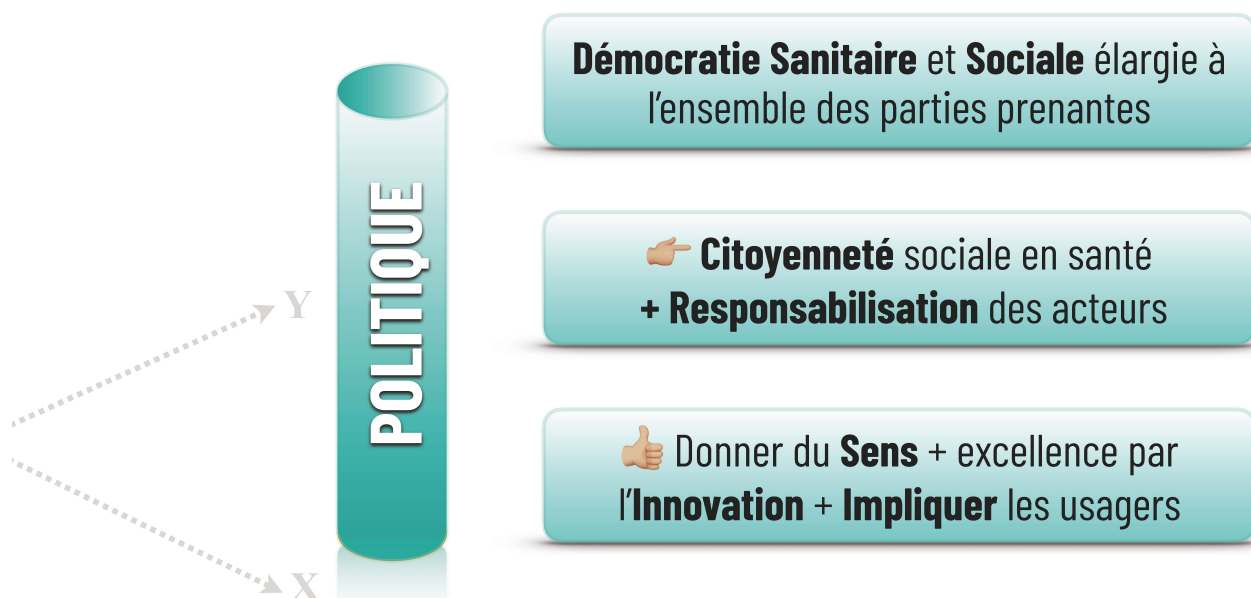 Démocratie Sanitaire et Sociale élargie à
l'ensemble des parties prenantes
POLITIQUE
👉🏼 Citoyenneté sociale en santé
+ Responsabilisation des acteurs
Y
👍🏼 Donner du Sens + excellence par
l'Innovation + Impliquer les usagers
X